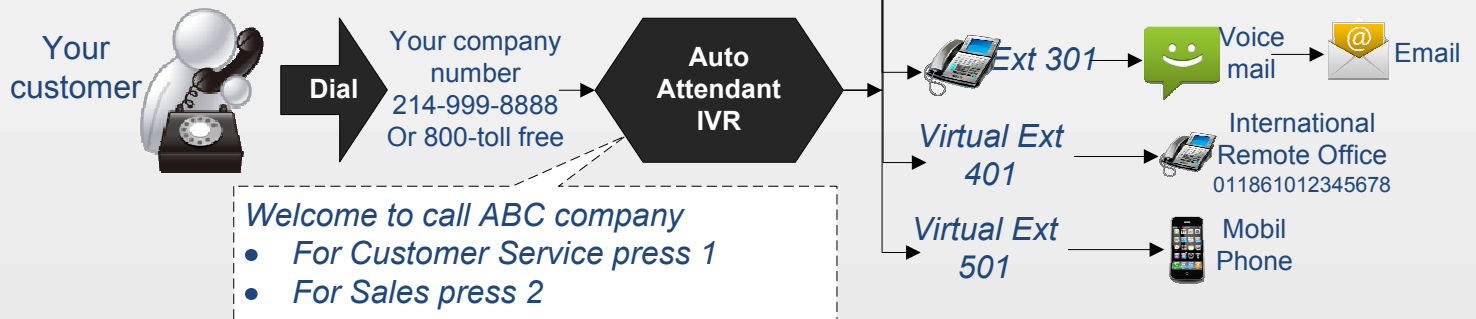 Your
customer
Dial
Your company
number
214-999-8888
Or 800-toll free
Auto
Attendant
IVR
Ext 301
Voice
mail
@
Email
Virtual Ext
401
International
Remote Office
011861012345678
Virtual Ext
501
Mobil
Phone
Welcome to call ABC company
• For Customer Service press 1
• For Sales press 2